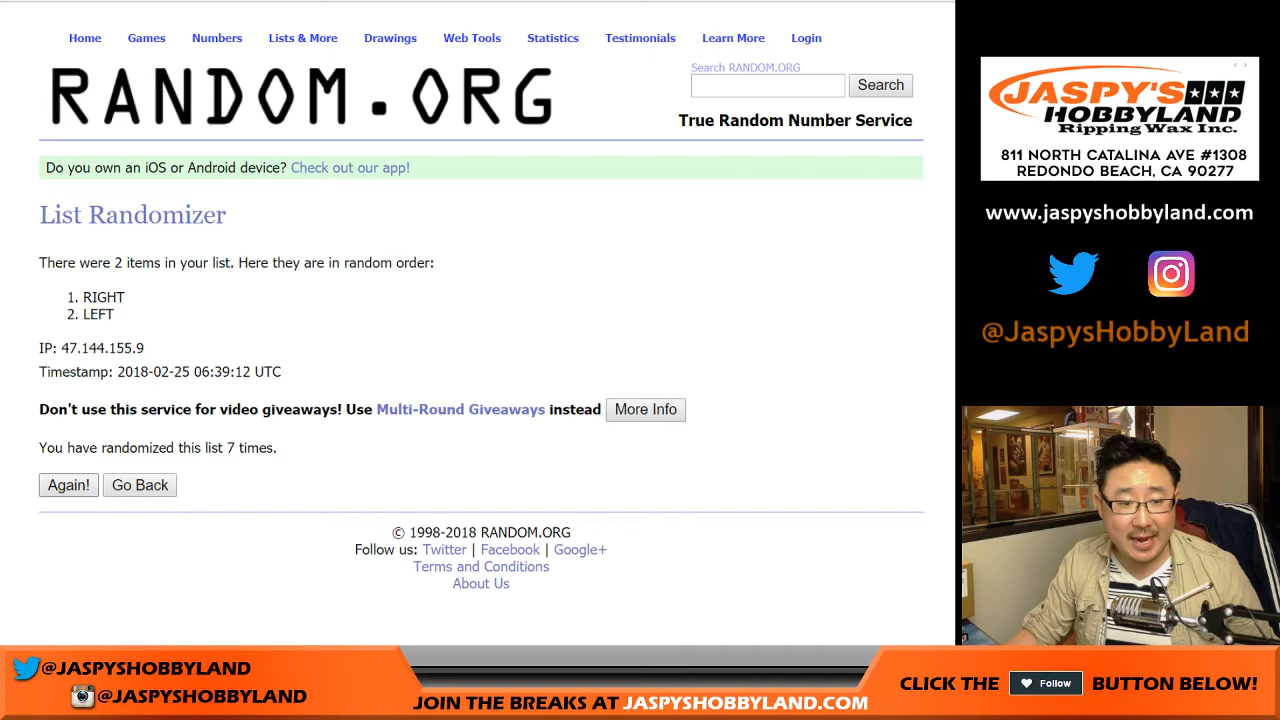 Home Games Numbers Lists & More Drawings Web Tools Statistics Testimonials Learn More Login
RANDOM.ORG
Search RANDOM.ORG
Search
True Random Number Service
Do you own an iOS or Android device? Check out our app!
List Randomizer
There were 2 items in your list. Here they are in random order:
1. RIGHT
2. LEFT
IP: 47.144.155.9
Timestamp: 2018-02-25 06:39:12 UTC
Don't use this service for video giveaways! Use Multi-Round Giveaways instead More Info
You have randomized this list 7 times.
Again! Go Back
© 1998-2018 RANDOM.ORG
Follow us: Twitter | Facebook | Google+
Terms and Conditions
About Us
JASPY'S
HOBBYLAND
Ripping Wax Inc.
811 NORTH CATALINA AVE #1308
REDONDO BEACH, CA 90277
www.jaspyshobbyland.com
@JaspysHobbyLand
@JASPYSHOBBYLAND
@JASPYSHOBBYLAND
JOIN THE BREAKS AT JASPYSHOBBYLAND.COM
CLICK THE Follow BUTTON BELOW!